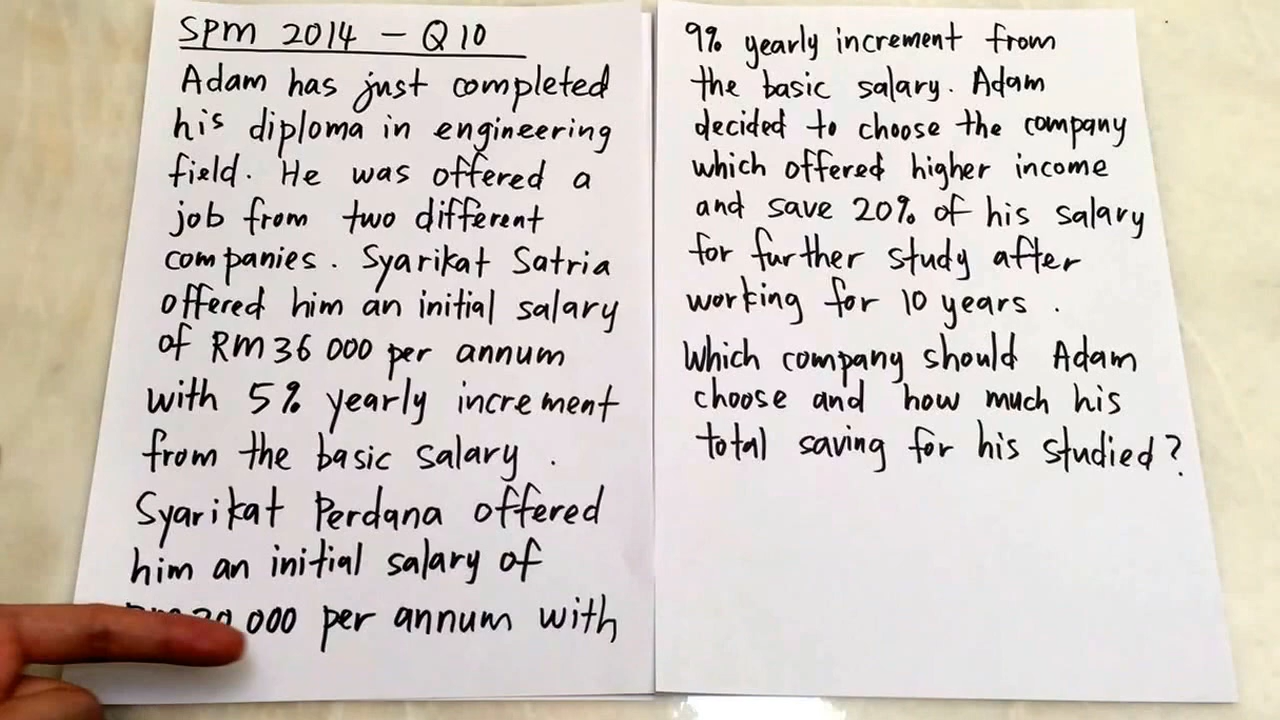 SPM 2014 – Q10
Adam has just completed
his diploma in engineering
field. He was offered a
job from two different
companies. Syarikat Satria
offered him an initial salary
of RM36 000 per annum
with 5% yearly increment
from the basic salary.
Syarikat Perdana offered
him an initial salary of
000 per annum with
9% yearly increment from
the basic salary. Adam
decided to choose the company
which offered higher income
and save 20% of his salary
for further study after
working for 10 years.
Which company should Adam
choose and how much his
total saving for his studied?